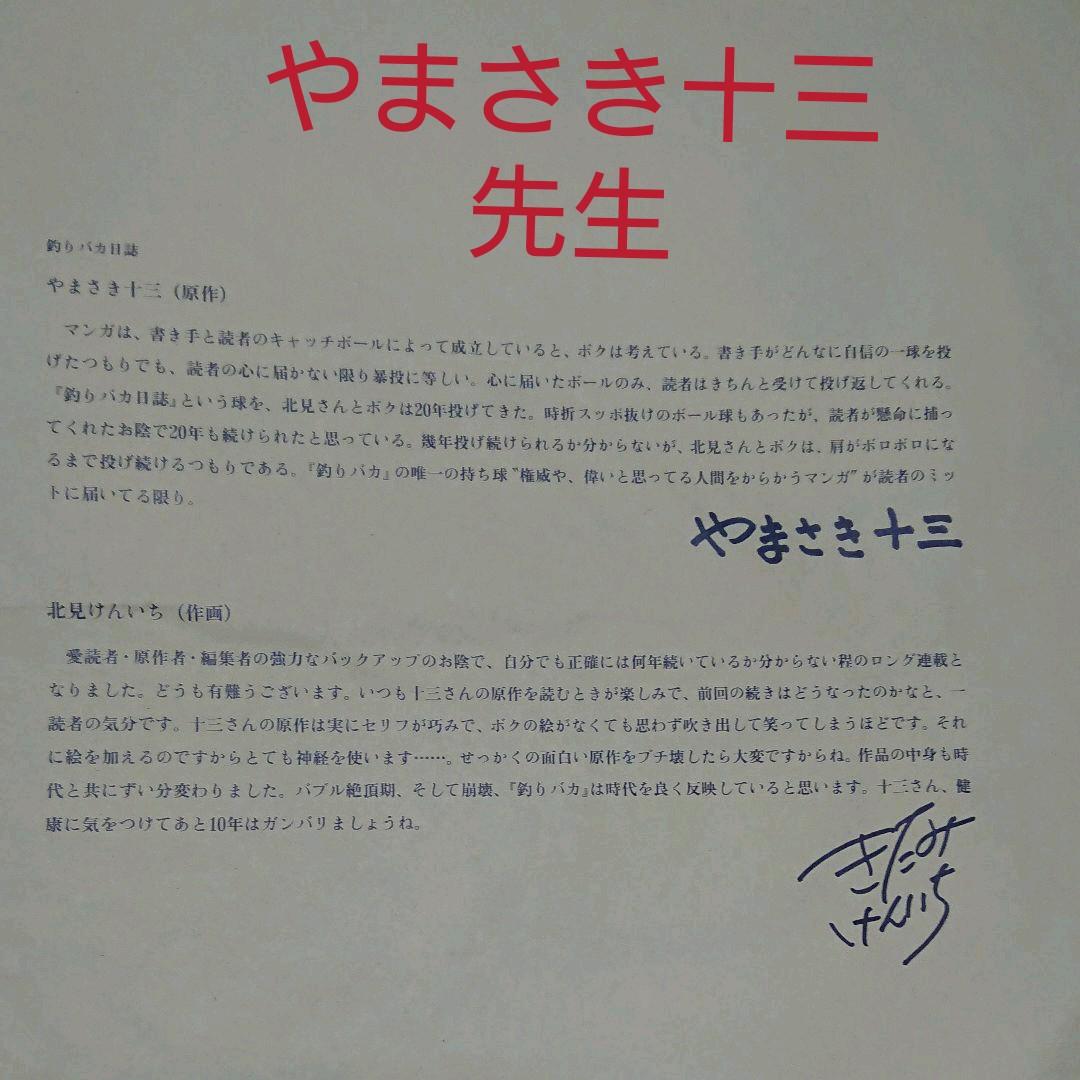 やまさき十三
先生
釣りバカ日誌
やまさき十三（原作）
マンガは、書き手と読者のキャッチボールによって成立していると、ボクは考えている。書き手がどんなに自信の一球を投
げたつもりでも、読者の心に届かない限り暴投に等しい。心に届いたボールのみ、読者はきちんと受けて投げ返してくれる。
『釣りバカ日誌』という球を、北見さんとボクは20年投げてきた。時折スッポ抜けのボール球もあったが、読者が懸命に捕っ
てくれたお陰で20年も続けられたと思っている。幾年投げ続けられるか分からないが、北見さんとボクは、肩がボロボロにな
るまで投げ続けるつもりである。『釣りバカ』の唯一の持ち球〝権威や、偉いと思ってる人間をからかうマンガ〟が読者のミッ
トに届いてる限り。
やまさき十三
北見けんいち（作画）
愛読者・原作者・編集者の強力なバックアップのお陰で、自分でも正確には何年続いているか分からない程のロング連載と
なりました。どうも有難うございます。いつも十三さんの原作を読むときが楽しみで、前回の続きはどうなったのかなと、一
読者の気分です。十三さんの原作は実にセリフが巧みで、ボクの絵がなくても思わず吹き出して笑ってしまうほどです。それ
に絵を加えるのですからとても神経を使います……。せっかくの面白い原作をブチ壊したら大変ですからね。作品の中身も時
代と共にずい分変わりました。バブル絶頂期、そして崩壊、『釣りバカ』は時代を良く反映していると思います。十三さん、健
康に気をつけてあと10年はガンバリましょうね。
きたみ
けんいち